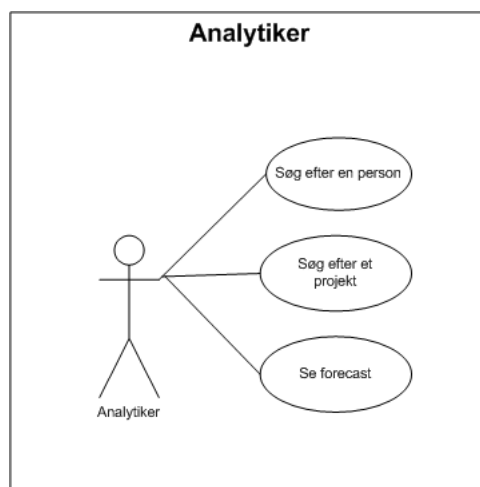 Analytiker
Søg efter en person
Søg efter et
projekt
Se forecast
Analytiker